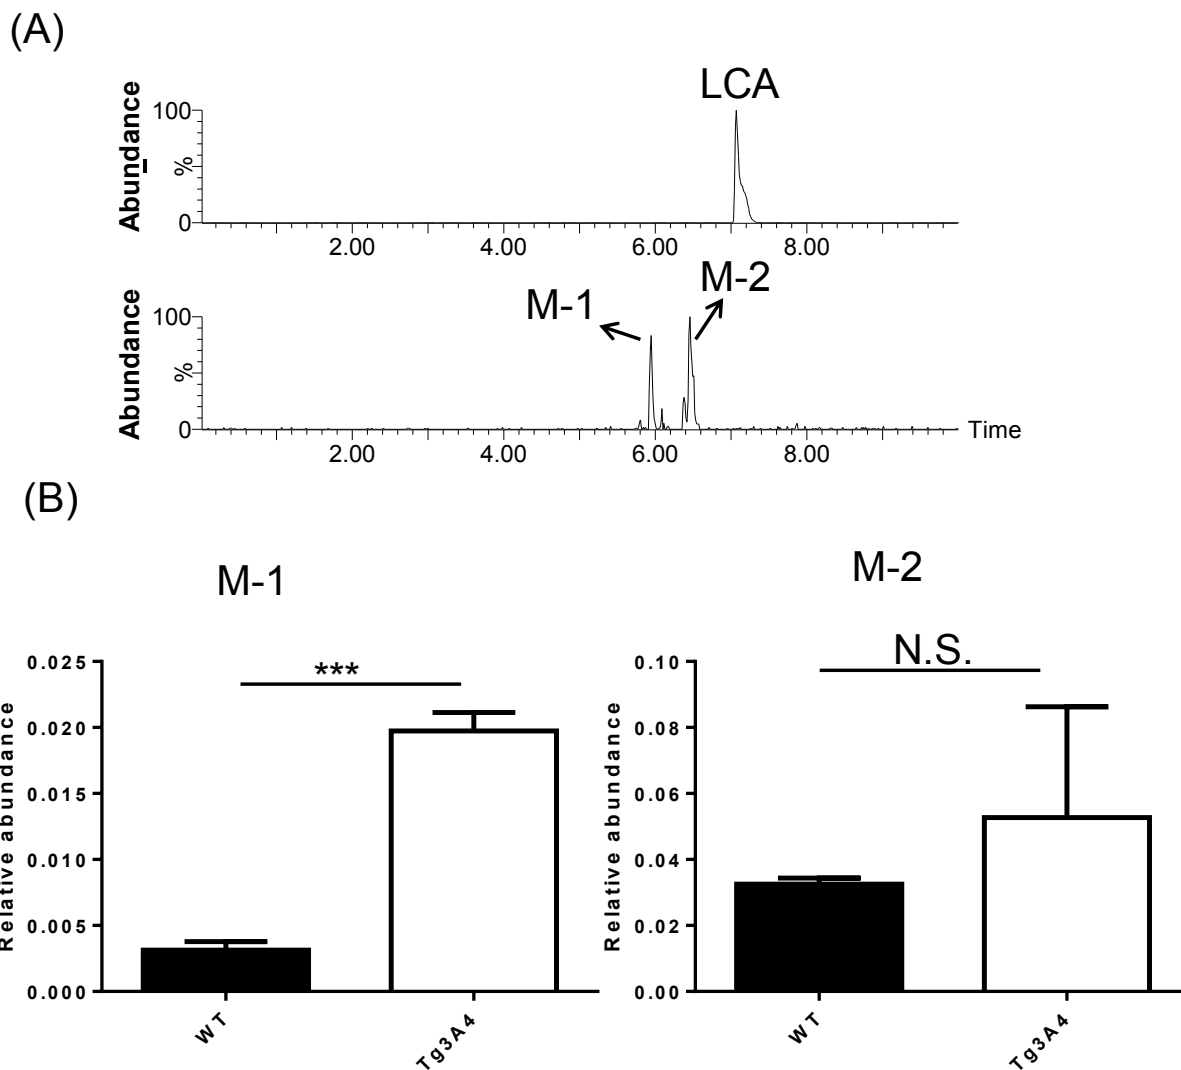 (A)
LCA
Abundance
%
100
0
2.00 4.00 6.00 8.00
M-1
M-2
Abundance
%
100
0
2.00 4.00 6.00 8.00
Time
(B)
M-1
***
Relative abundance
0.025
0.020
0.015
0.010
0.005
0.000
WT
Tg3A4
M-2
N.S.
Relative abundance
0.10
0.08
0.06
0.04
0.02
0.00
WT
Tg3A4